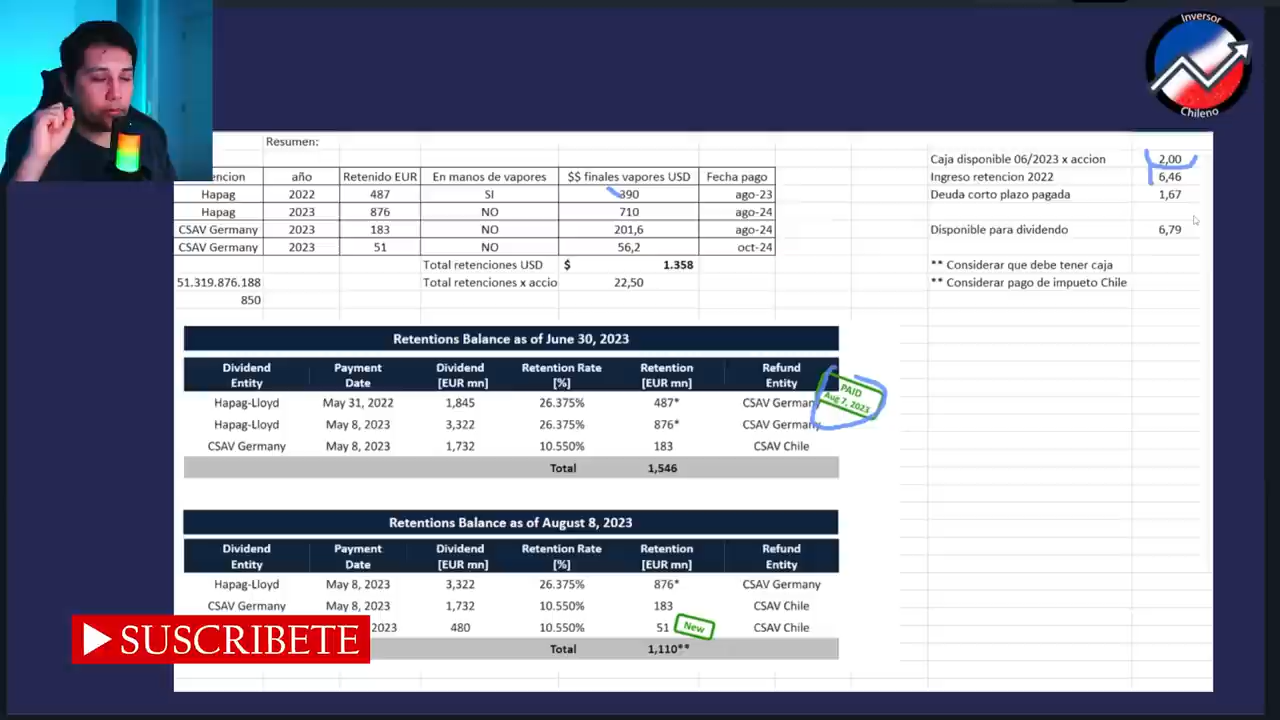 Inversor
Chileno
Resumen:
encion año Retenido EUR En manos de vapores $$ finales vapores USD Fecha pago
Hapag 2022 487 SI 390 ago-23
Hapag 2023 876 NO 710 ago-24
CSAV Germany 2023 183 NO 201,6 ago-24
CSAV Germany 2023 51 NO 56,2 oct-24
Total retenciones USD $ 1.358
51.319.876.188 Total retenciones x accio 22,50
850
Caja disponible 06/2023 x accion 2,00
Ingreso retencion 2022 6,46
Deuda corto plazo pagada 1,67
Disponible para dividendo 6,79
** Considerar que debe tener caja
** Considerar pago de impueto Chile
Retentions Balance as of June 30, 2023
Dividend Entity Payment Date Dividend [EUR mn] Retention Rate [%] Retention [EUR mn] Refund Entity
Hapag-Lloyd May 31, 2022 1,845 26.375% 487* CSAV German
PAID
Aug 7, 2023
Hapag-Lloyd May 8, 2023 3,322 26.375% 876* CSAV Germany
CSAV Germany May 8, 2023 1,732 10.550% 183 CSAV Chile
Total 1,546
Retentions Balance as of August 8, 2023
Dividend Entity Payment Date Dividend [EUR mn] Retention Rate [%] Retention [EUR mn] Refund Entity
Hapag-Lloyd May 8, 2023 3,322 26.375% 876* CSAV Germany
CSAV Germany May 8, 2023 1,732 10.550% 183 CSAV Chile
2023 480 10.550% 51 New CSAV Chile
Total 1,110**
SUSCRIBETE